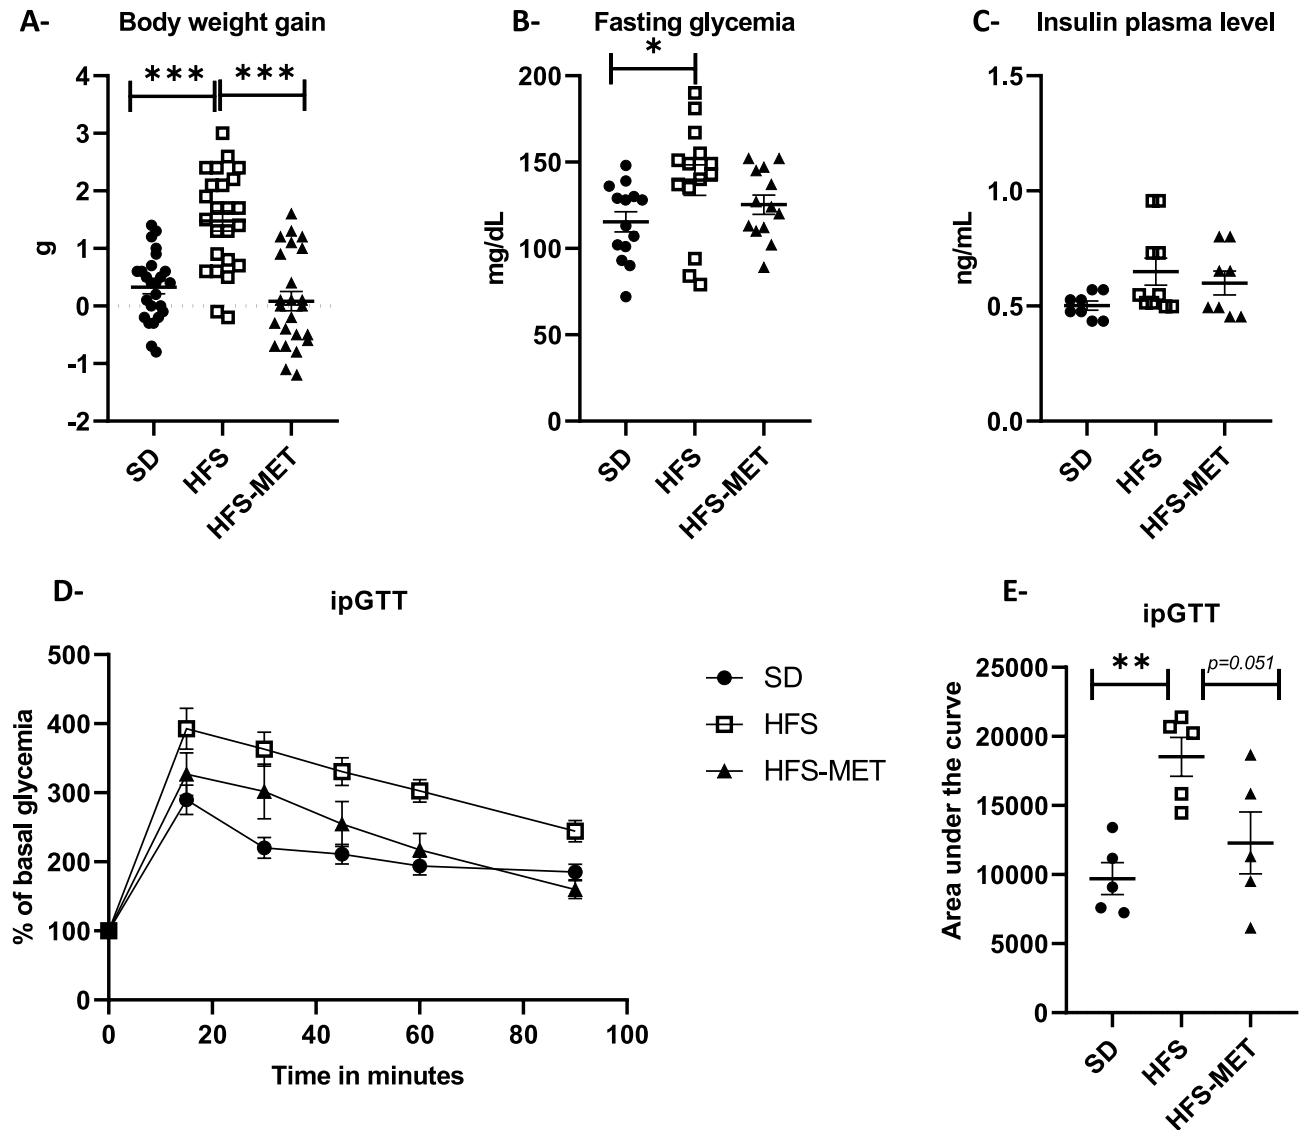 A- Body weight gain
*** ***
4
3
2
1
0
-1
-2
g
SD
HFS
HFS-MET
B- Fasting glycemia
*
200
150
100
50
0
mg/dL
SD
HFS
HFS-MET
C- Insulin plasma level
1.5
1.0
0.5
0.0
ng/mL
SD
HFS
HFS-MET
D-
ipGTT
500
400
300
200
100
0
% of basal glycemia
0 20 40 60 80 100
Time in minutes
SD
HFS
HFS-MET
E-
ipGTT
** p=0.051
25000
20000
15000
10000
5000
0
Area under the curve
SD
HFS
HFS-MET